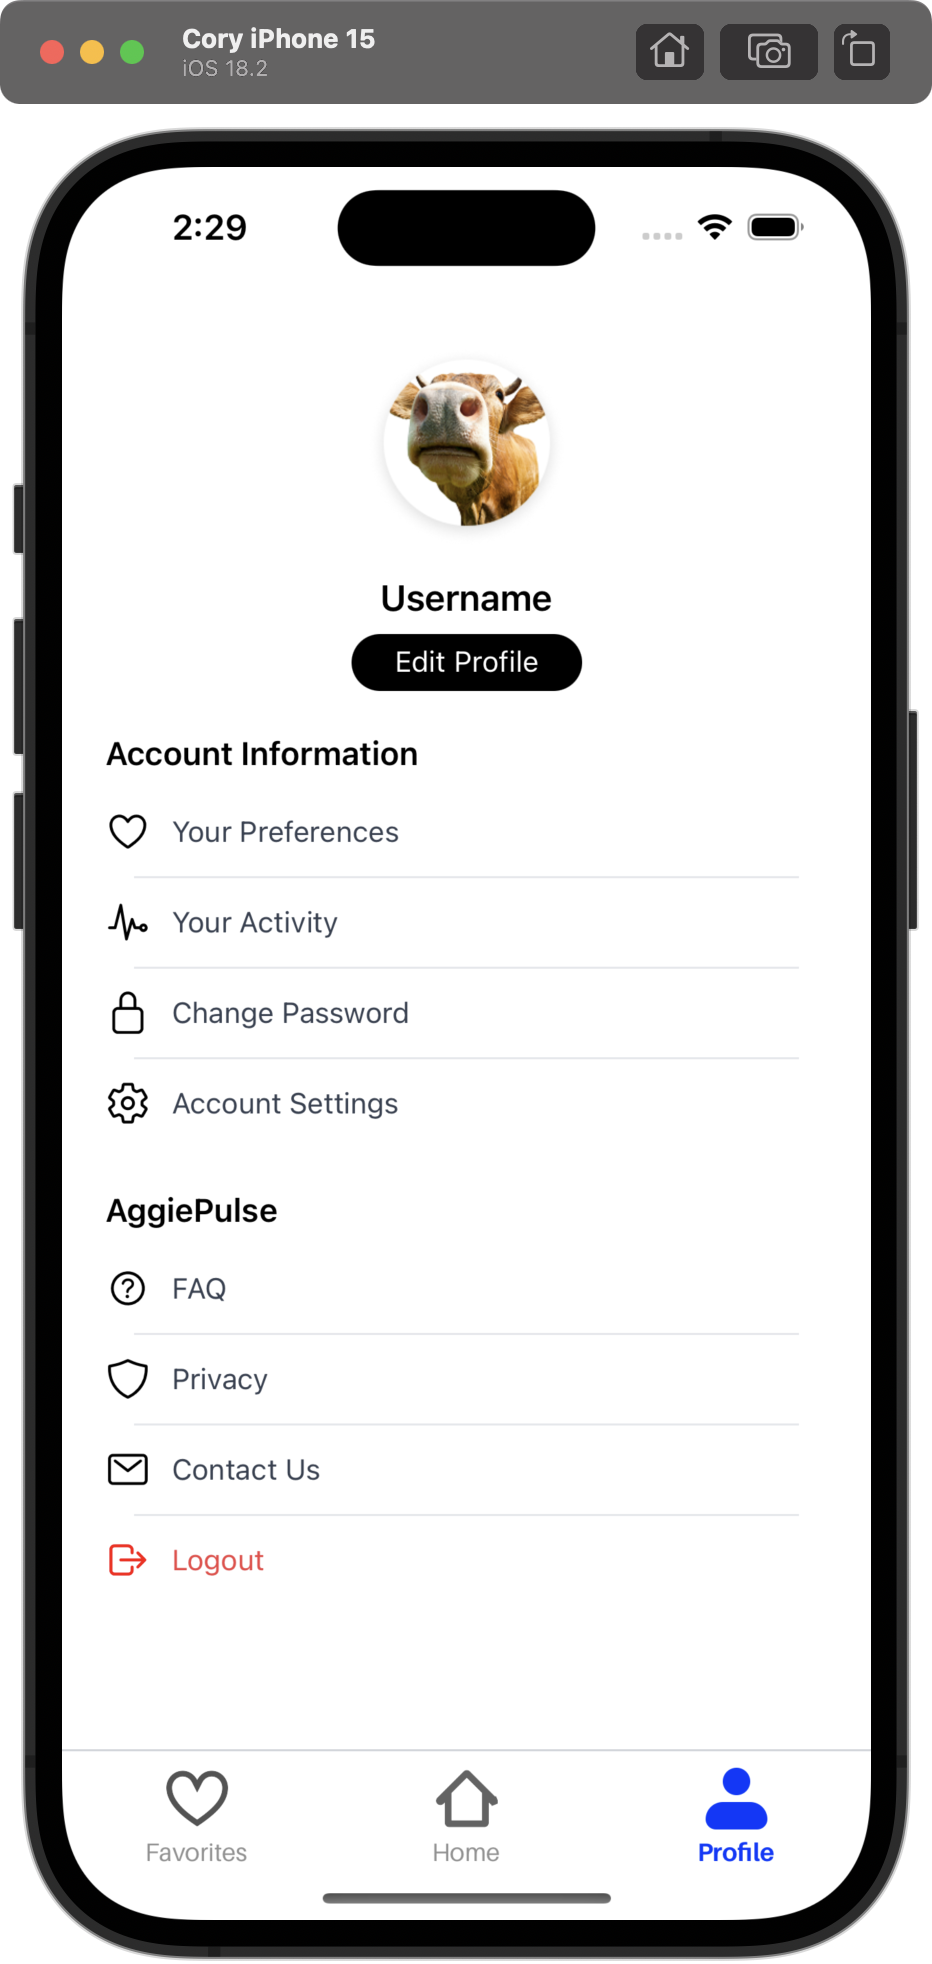 Cory iPhone 15
iOS 18.2
2:29
Username
Edit Profile
Account Information
Your Preferences
Your Activity
Change Password
Account Settings
AggiePulse
FAQ
Privacy
Contact Us
Logout
Favorites
Home
Profile